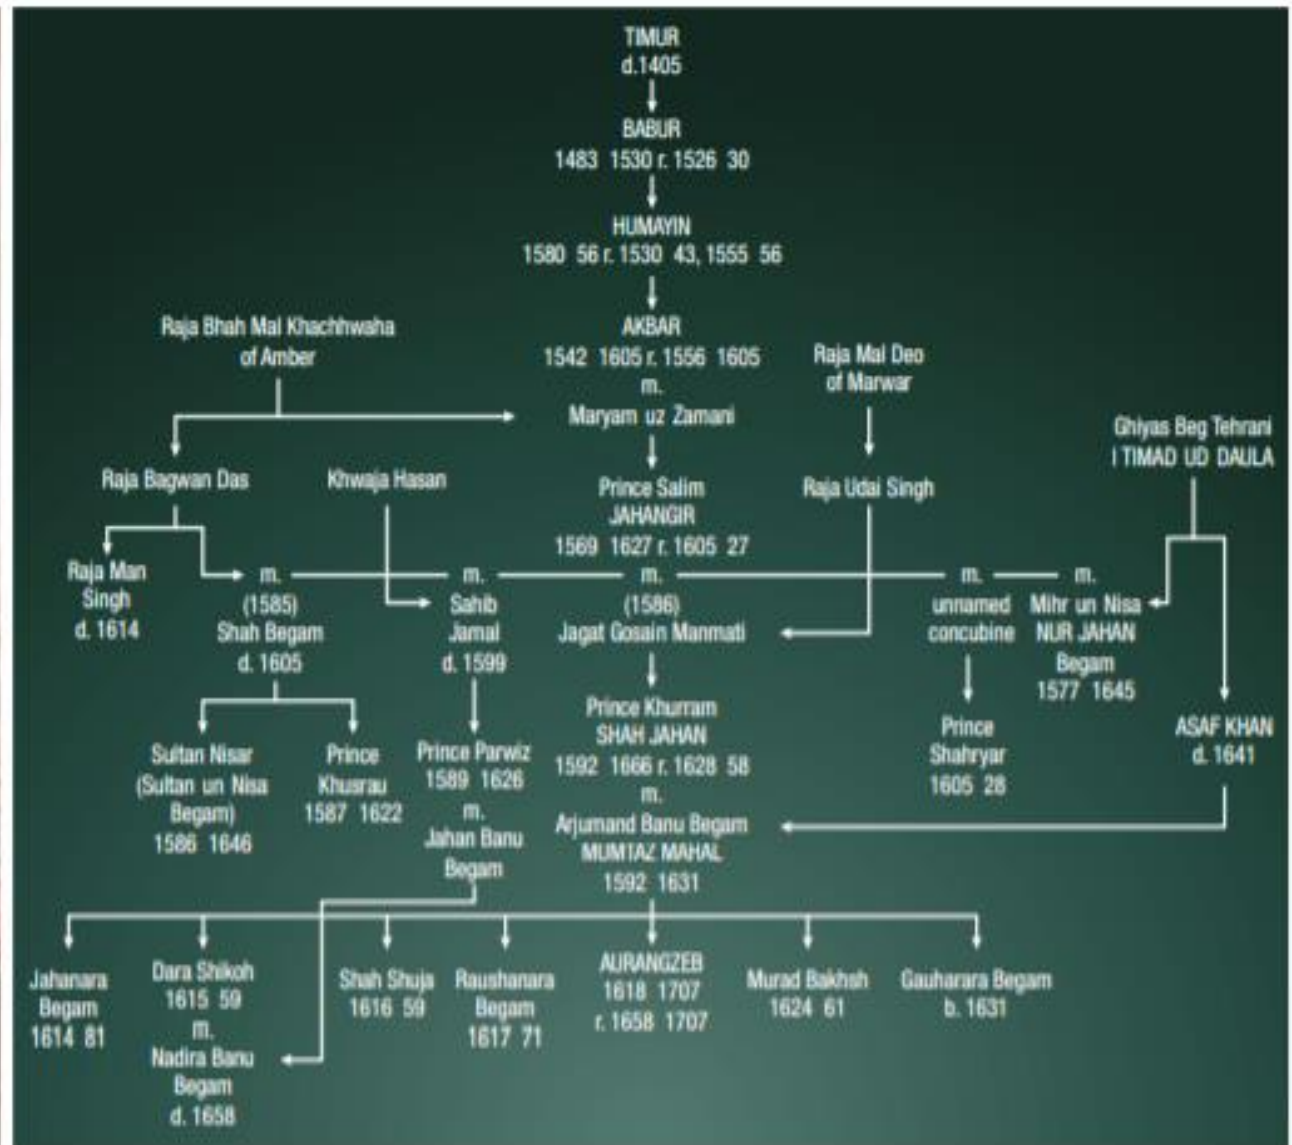 TIMUR
d.1405
BABUR
1483 1530 r. 1526 30
HUMAYIN
1580 56 r. 1530 43, 1555 56
Raja Bhah Mal Khachhwaha
of Amber
AKBAR
1542 1605 r. 1556 1605
m.
Maryam uz Zamani
Raja Mal Deo
of Marwar
Ghiyas Beg Tehrani
I TIMAD UD DAULA
Raja Bagwan Das
Khwaja Hasan
Prince Salim
JAHANGIR
1569 1627 r. 1605 27
Raja Udai Singh
Raja Man
Singh
d. 1614
m.
(1585)
Shah Begam
d. 1605
m.
Sahib
Jamal
d. 1599
m.
(1586)
Jagat Gosain Manmati
m.
unnamed
concubine
m.
Mihr un Nisa
NUR JAHAN
Begam
1577 1645
Sultan Nisar
(Sultan un Nisa
Begam)
1586 1646
Prince
Khusrau
1587 1622
Prince Parwiz
1589 1626
m.
Jahan Banu
Begam
Prince Khurram
SHAH JAHAN
1592 1666 r. 1628 58
m.
Arjumand Banu Begam
MUMTAZ MAHAL
1592 1631
Prince
Shahryar
1605 28
ASAF KHAN
d. 1641
Jahanara
Begam
1614 81
Dara Shikoh
1615 59
m.
Nadira Banu
Begam
d. 1658
Shah Shuja
1616 59
Raushanara
Begam
1617 71
AURANGZEB
1618 1707
r. 1658 1707
Murad Bakhsh
1624 61
Gauharara Begam
b. 1631